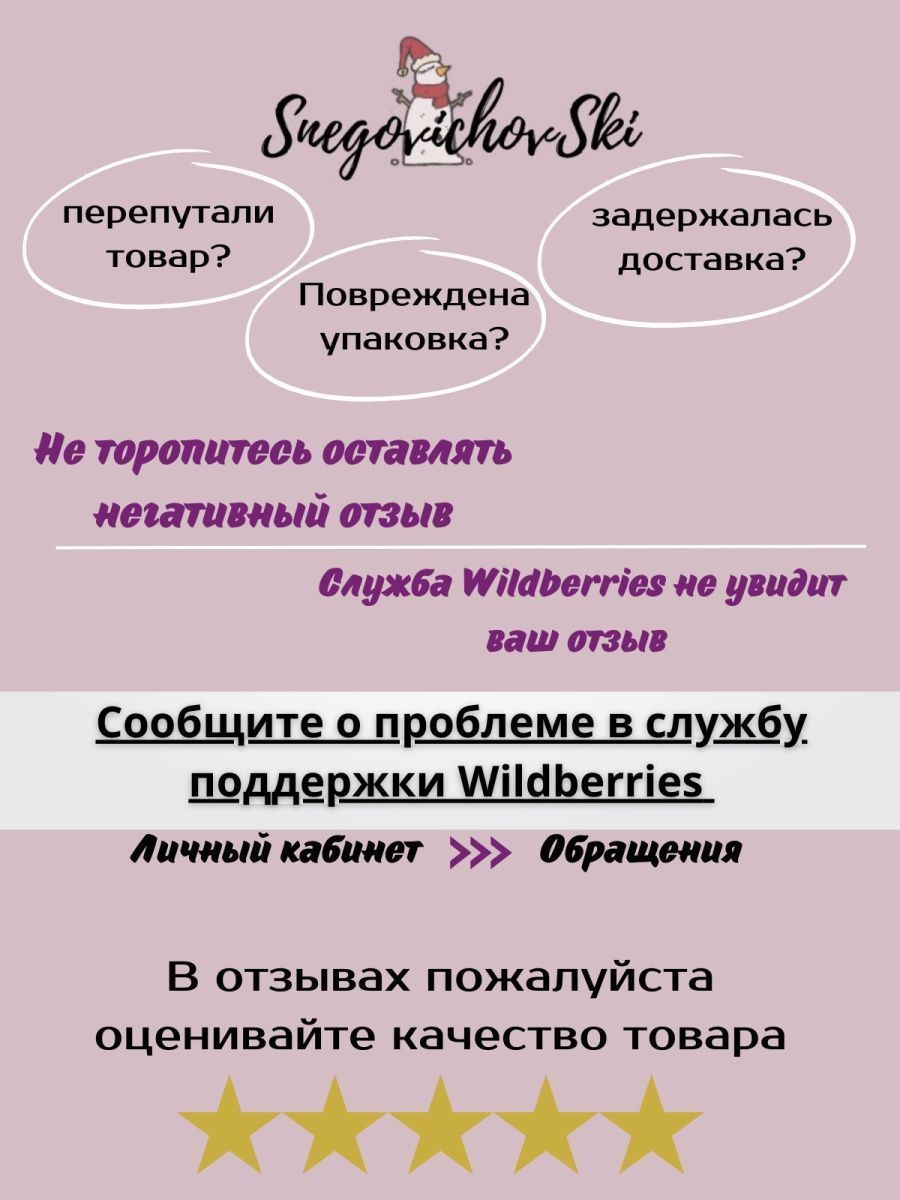 SnegovichovSki
перепутали
товар?
задержалась
доставка?
Повреждена
упаковка?
Не торопитесь оставлять
негативный отзыв
Служба Wildberries не увидит
ваш отзыв
Сообщите о проблеме в службу
поддержки Wildberries
Личный кабинет >>> Обращения
В отзывах пожалуйста
оценивайте качество товара